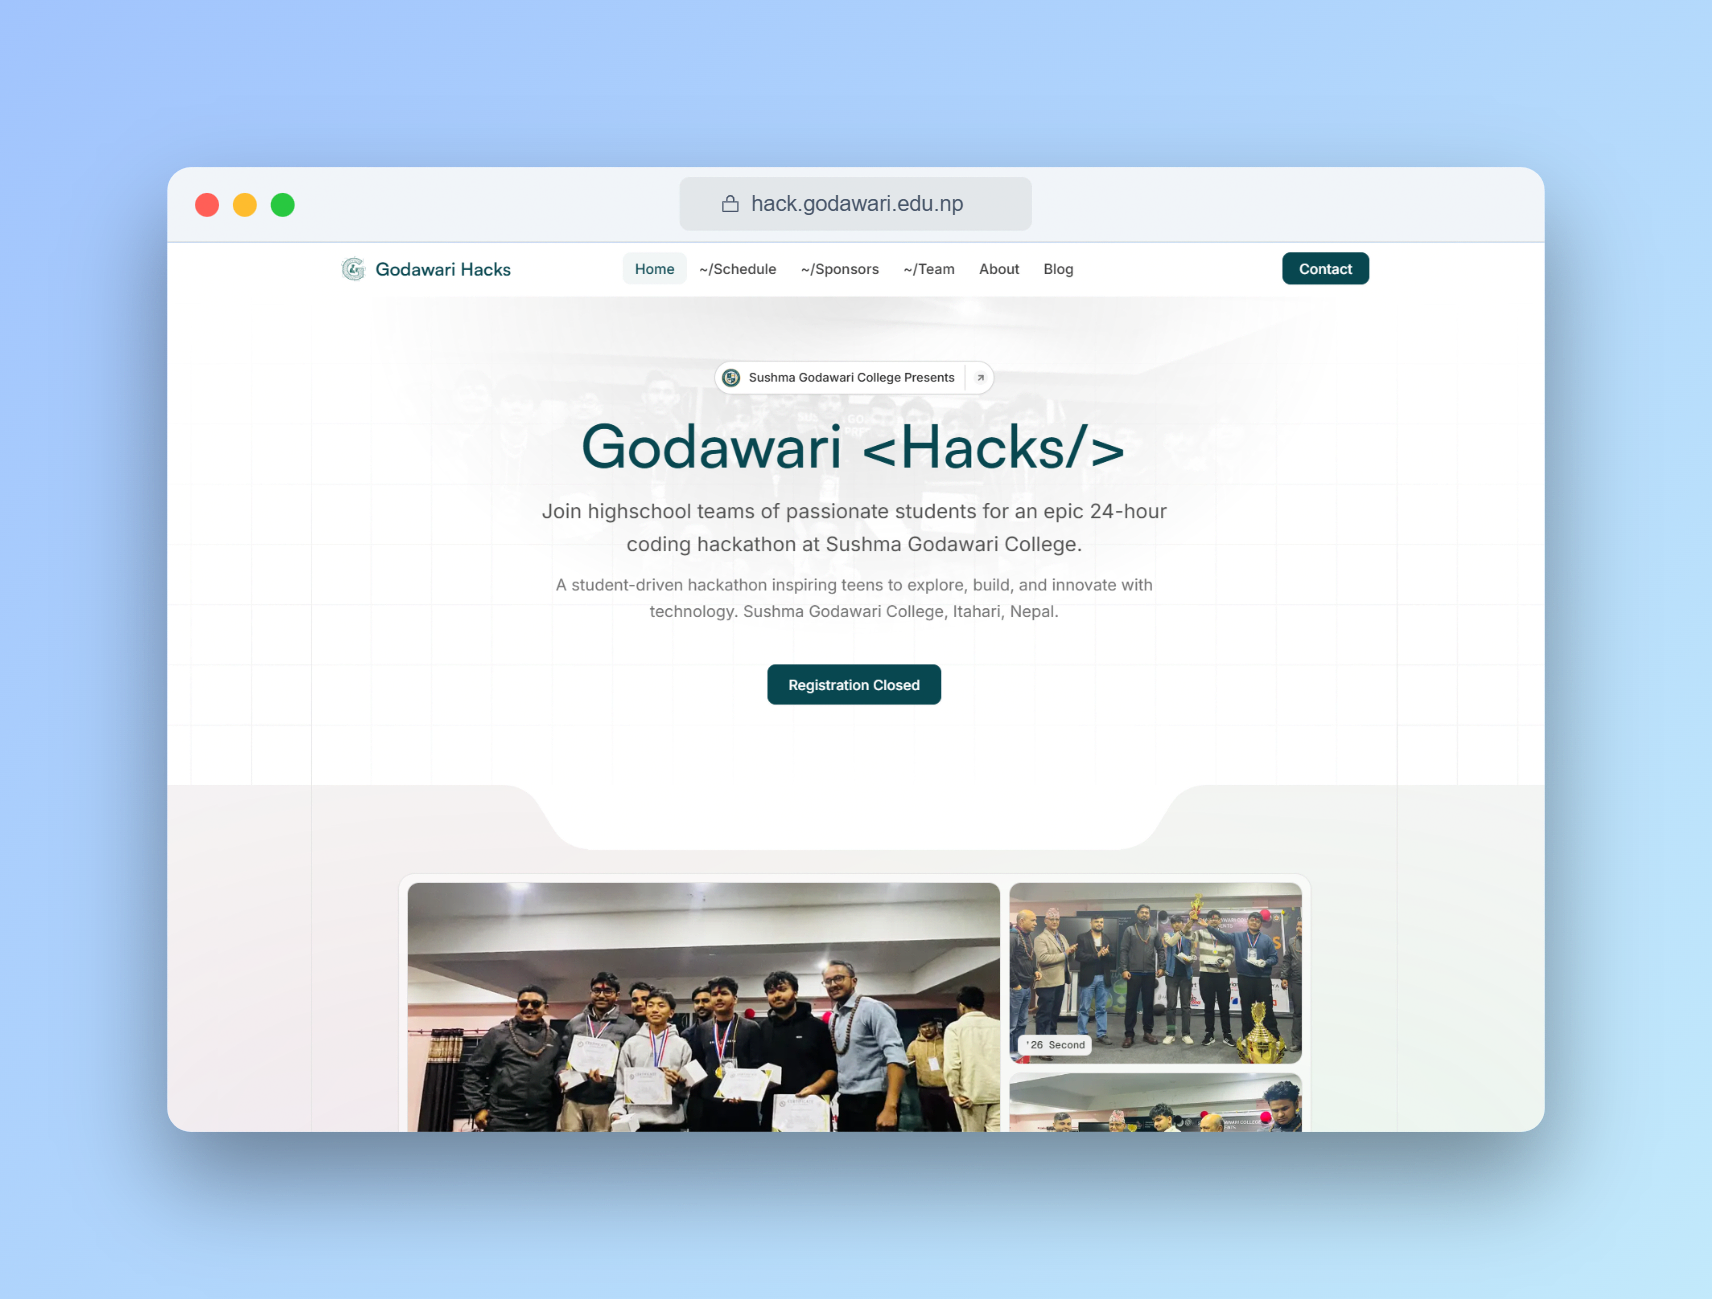 hack.godawari.edu.np
Godawari Hacks
Home
~/Schedule
~/Sponsors
~/Team
About
Blog
Contact
Sushma Godawari College Presents
Godawari <Hacks/>
Join highschool teams of passionate students for an epic 24-hour
coding hackathon at Sushma Godawari College.
A student-driven hackathon inspiring teens to explore, build, and innovate with
technology. Sushma Godawari College, Itahari, Nepal.
Registration Closed
'26 Second